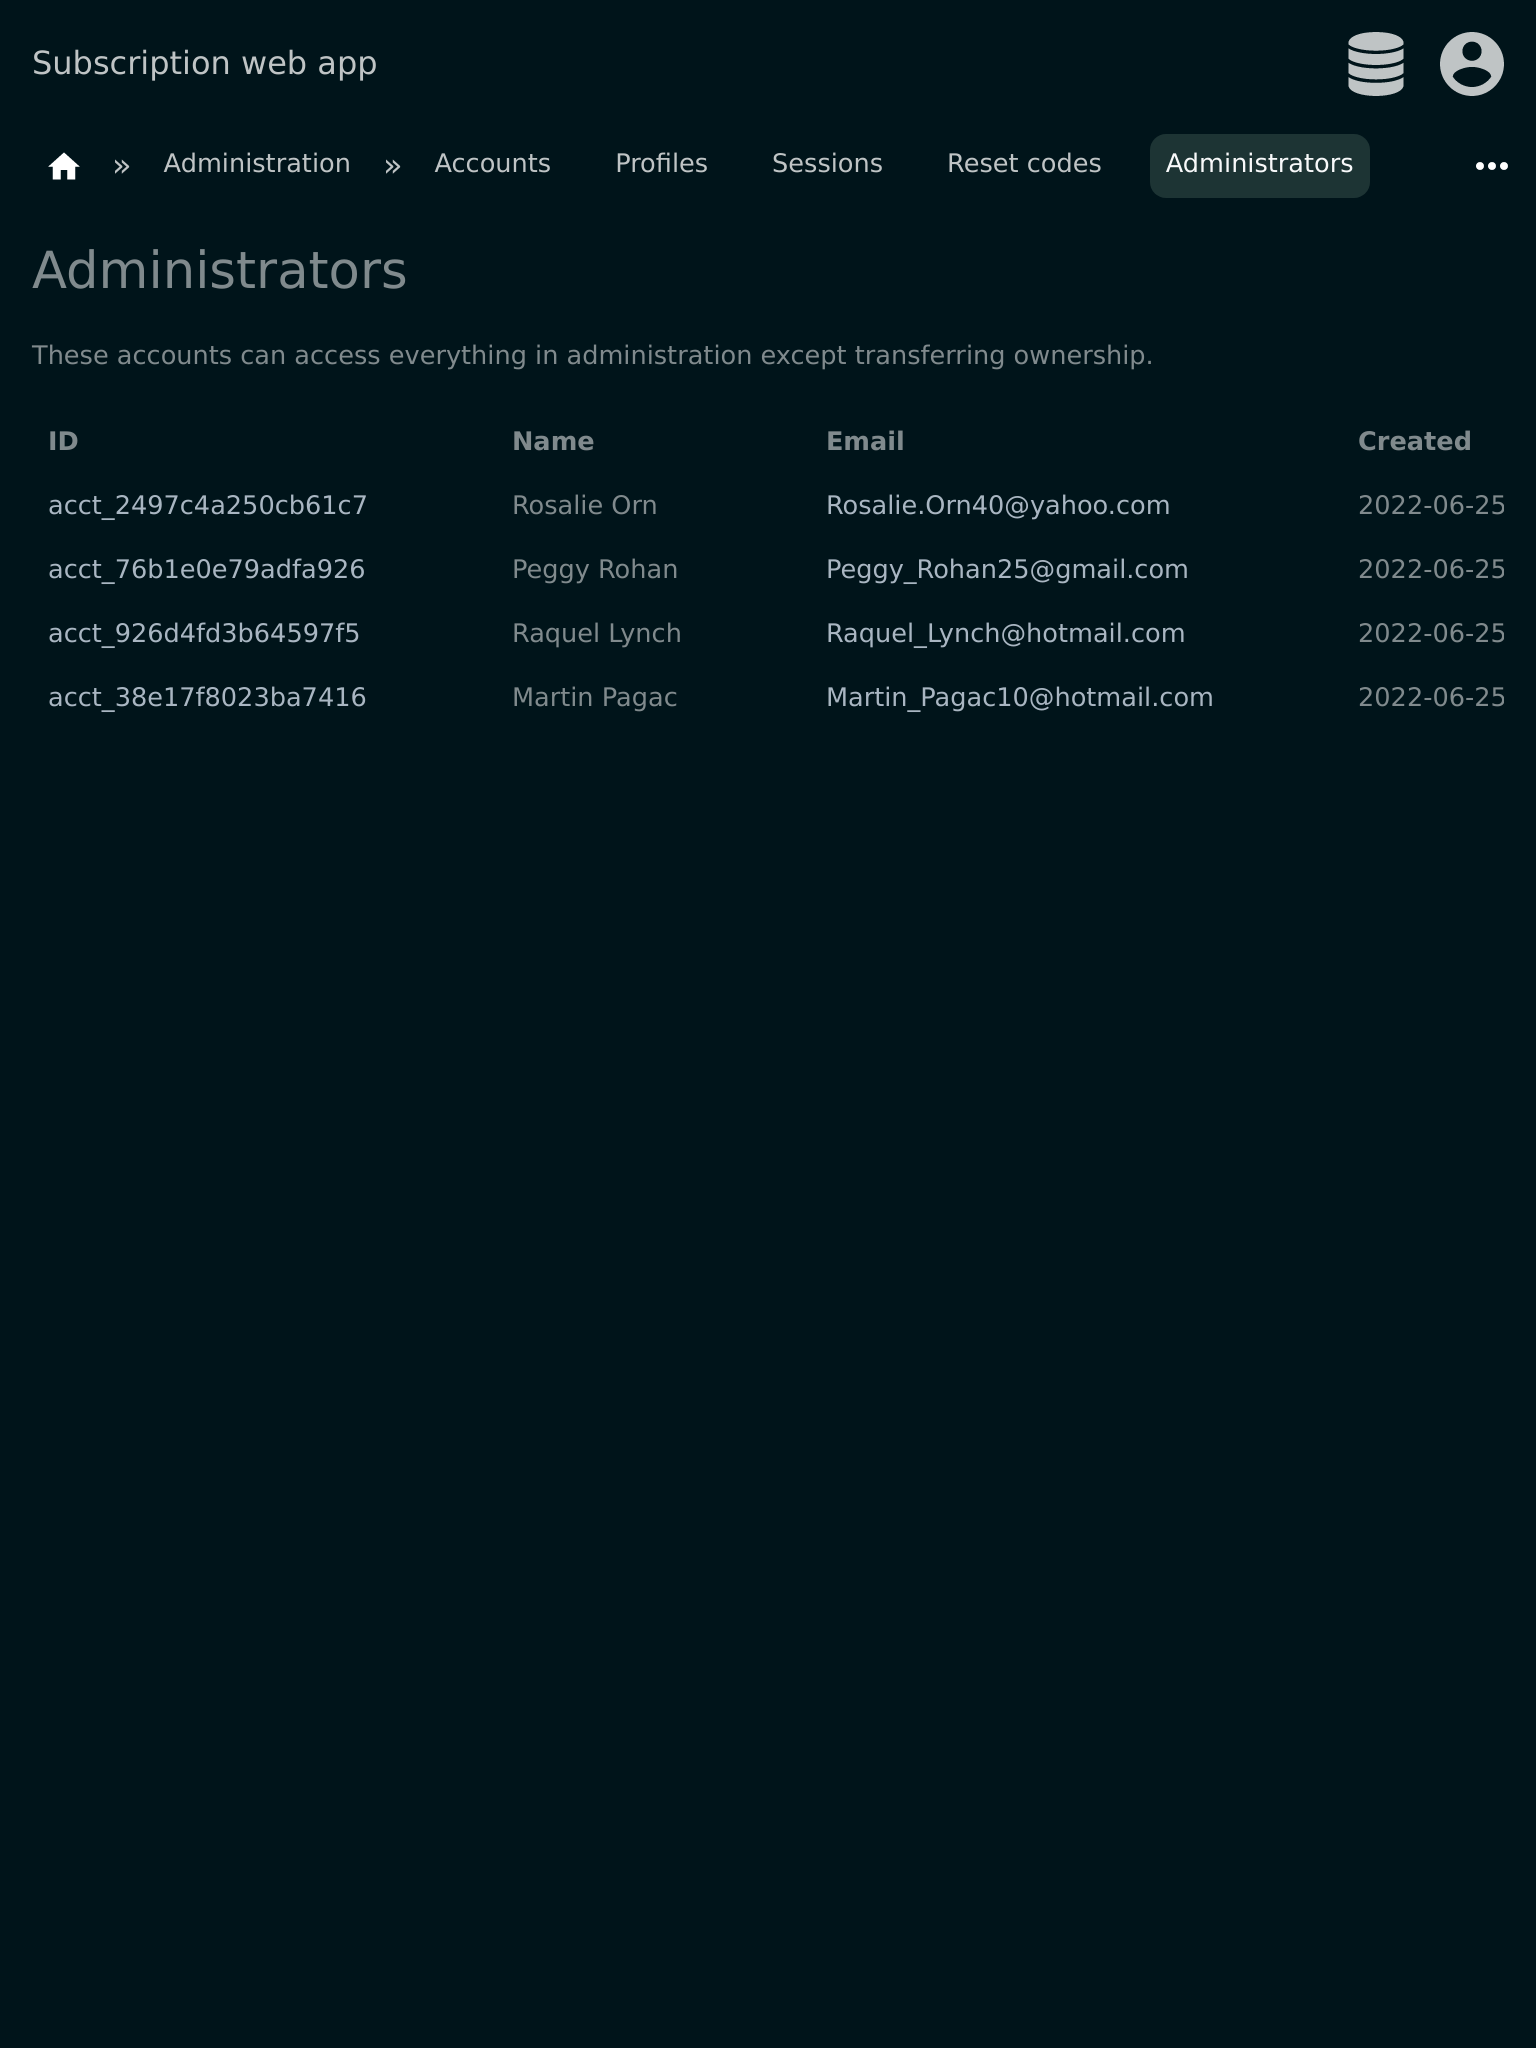 Subscription web app
» Administration » Accounts Profiles Sessions Reset codes Administrators
Administrators
These accounts can access everything in administration except transferring ownership.
ID Name Email Created
acct_2497c4a250cb61c7 Rosalie Orn Rosalie.Orn40@yahoo.com 2022-06-25
acct_76b1e0e79adfa926 Peggy Rohan Peggy_Rohan25@gmail.com 2022-06-25
acct_926d4fd3b64597f5 Raquel Lynch Raquel_Lynch@hotmail.com 2022-06-25
acct_38e17f8023ba7416 Martin Pagac Martin_Pagac10@hotmail.com 2022-06-25